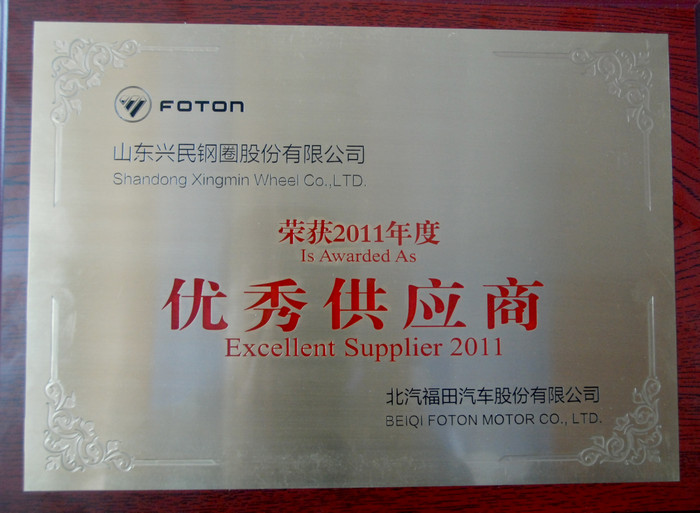 FOTON
山东兴民钢圈股份有限公司
Shandong Xingmin Wheel Co.,LTD.
荣获2011年度
Is Awarded As
优秀供应商
Excellent Supplier 2011
北汽福田汽车股份有限公司
BEIQI FOTON MOTOR CO., LTD.